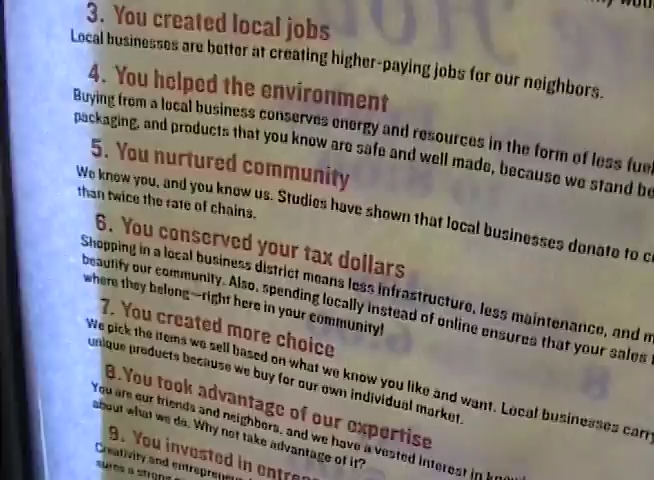 3. You created local jobs
Local businesses are better at creating higher-paying jobs for our neighbors.
4. You helped the environment
Buying from a local business conserves energy and resources in the form of less fuel
packaging, and products that you know are safe and well made, because we stand be
5. You nurtured community
We know you, and you know us. Studies have shown that local businesses donate to c
than twice the rate of chains.
6. You conserved your tax dollars
Shopping in a local business district means less infrastructure, less maintenance, and m
beautify our community. Also, spending locally instead of online ensures that your sales
where they belong—right here in your community!
7. You created more choice
We pick the items we sell based on what we know you like and want. Local businesses carry
unique products because we buy for our own individual market.
8. You took advantage of our expertise
You are our friends and neighbors, and we have a vested interest in know
about what we do. Why not take advantage of it?
9. You invested in entrep
Creativity and entreprene
sures a strong